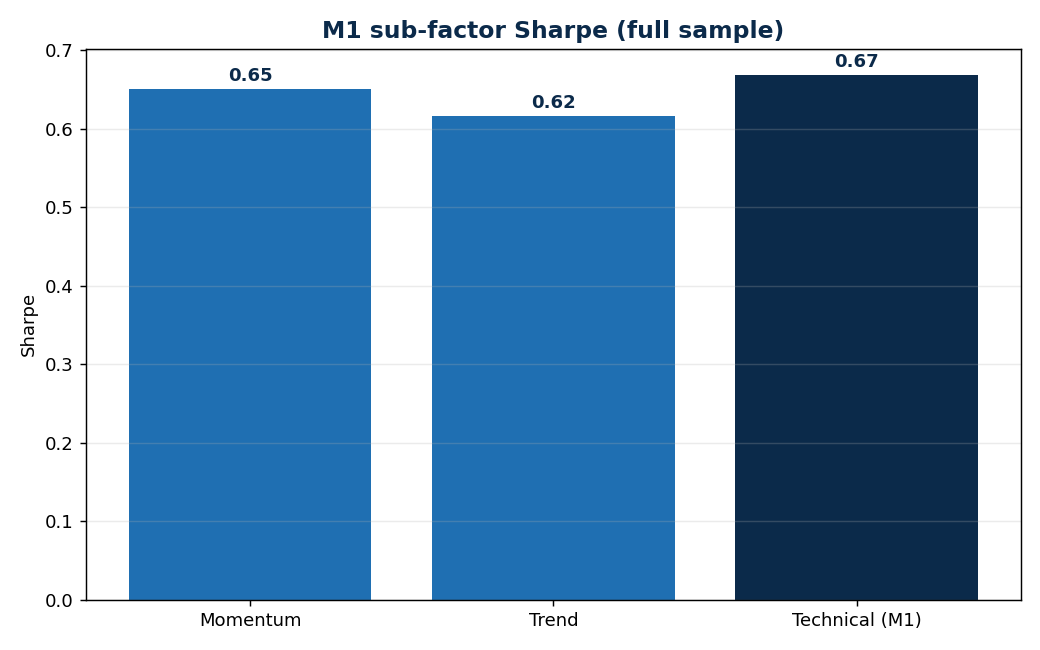 M1 sub-factor Sharpe (full sample)
0.7
0.6
0.5
0.4
0.3
0.2
0.1
0.0
Sharpe
0.65
0.62
0.67
Momentum
Trend
Technical (M1)